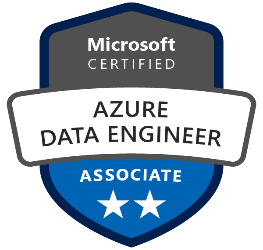 Microsoft
CERTIFIED
AZURE
DATA ENGINEER
ASSOCIATE